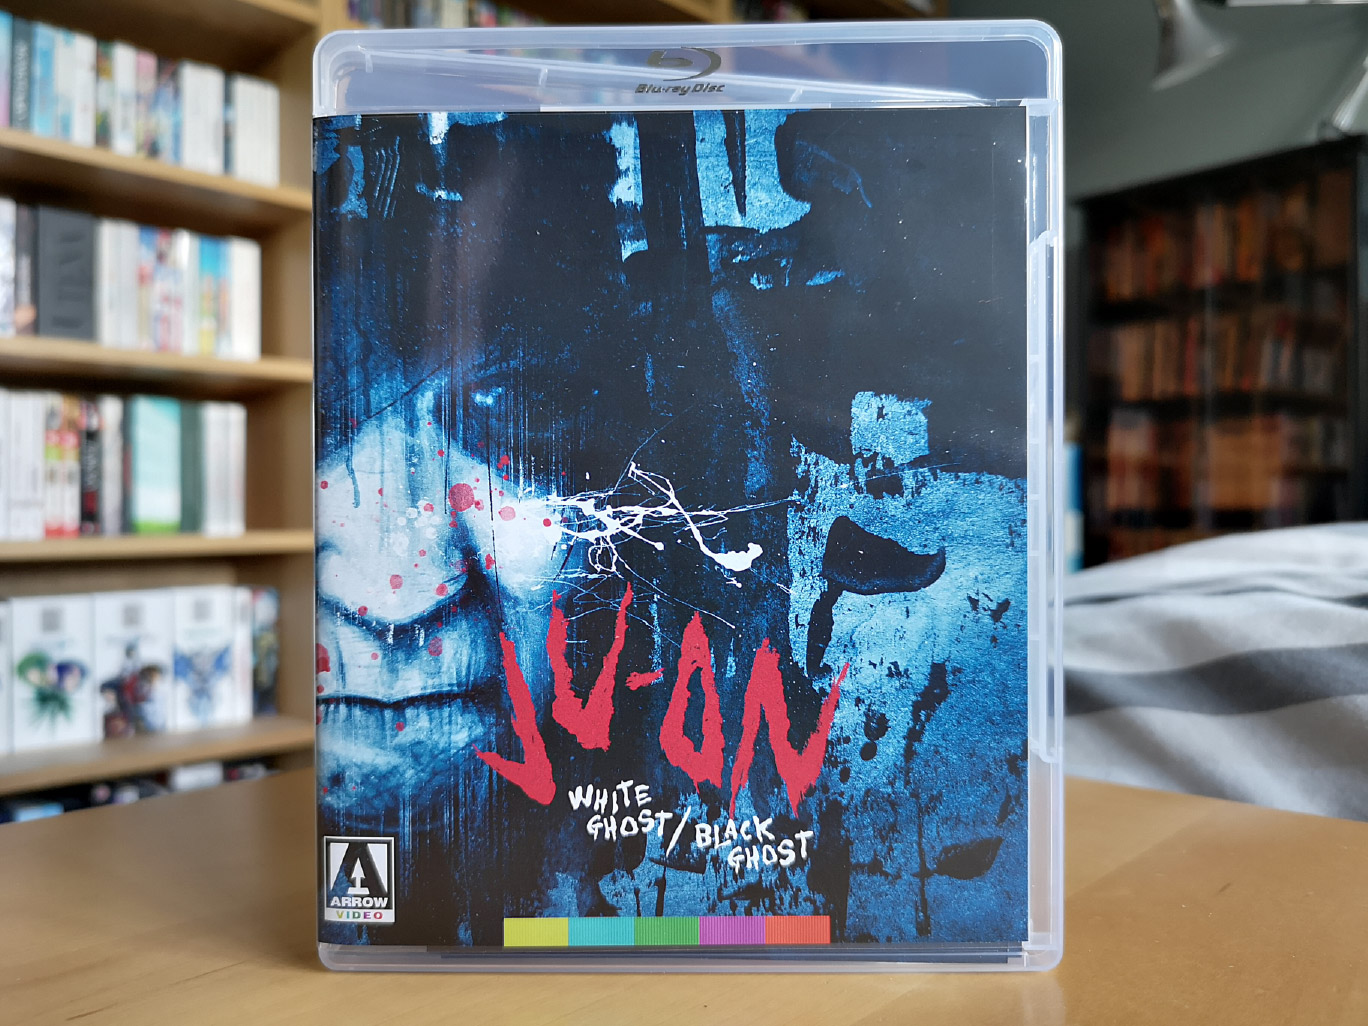 Blu-ray Disc
JU-ON
WHITE
GHOST/BLACK
GHOST
ARROW
VIDEO